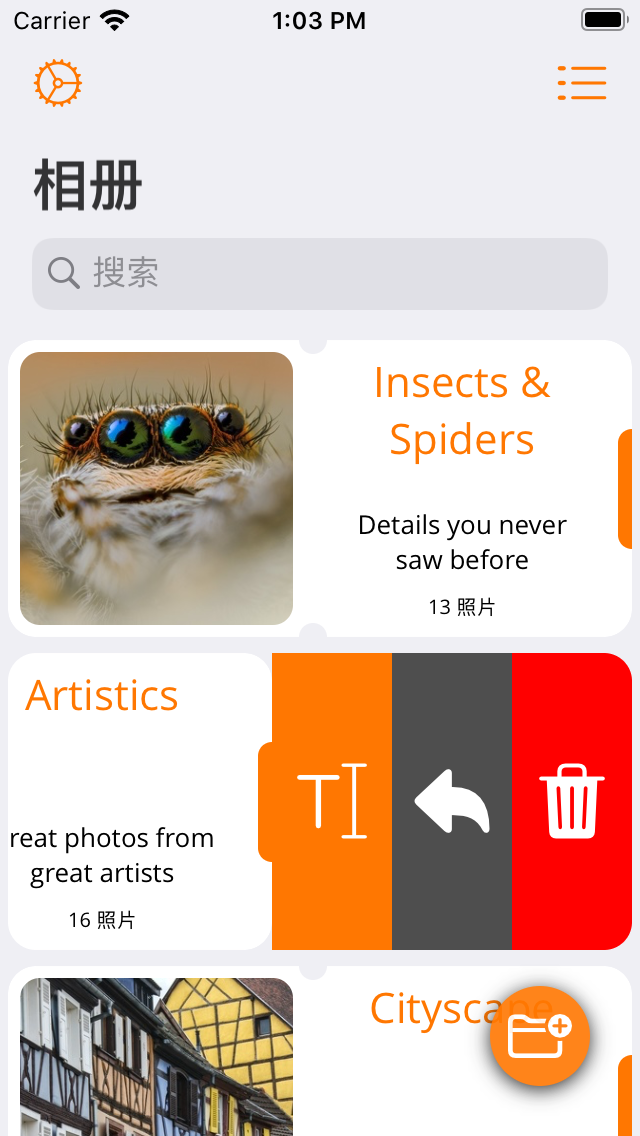 Carrier
1:03 PM
相册
搜索
Insects &
Spiders
Details you never
saw before
13 照片
Artistics
reat photos from
great artists
16 照片
Cityscape